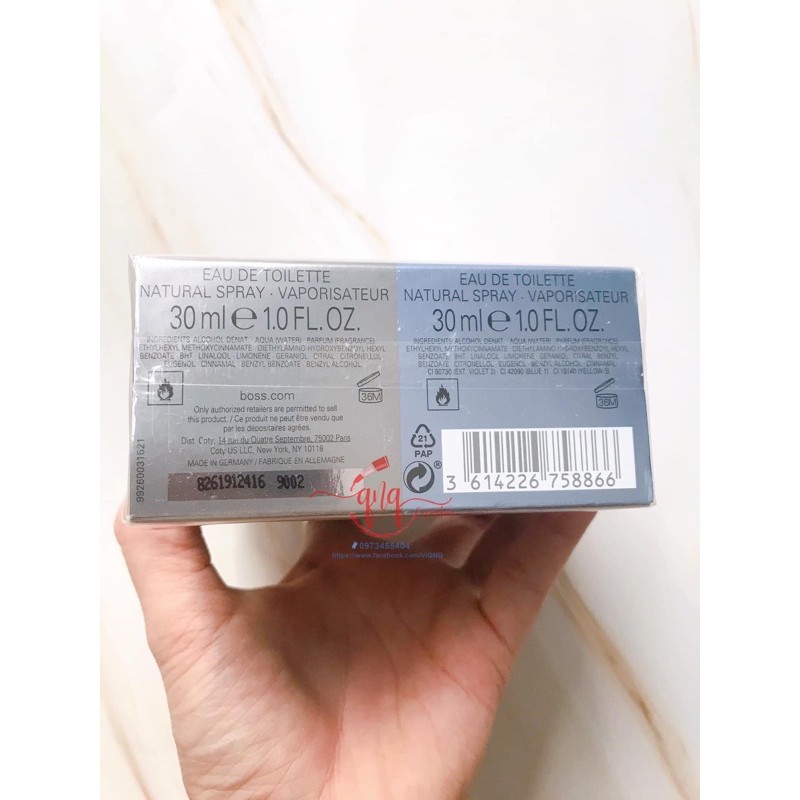 EAU DE TOILETTE
NATURAL SPRAY · VAPORISATEUR
30 ml e 1.0 FL. OZ.
INGREDIENTS: ALCOHOL DENAT. · AQUA (WATER) · PARFUM (FRAGRANCE)
ETHYLHEXYL METHOXYCINNAMATE · DIETHYLAMINO HYDROXYBENZOYL HEXYL
BENZOATE · BHT · LINALOOL · LIMONENE · GERANIOL · CITRAL · CITRONELLOL
EUGENOL · CINNAMAL · BENZYL BENZOATE · BENZYL ALCOHOL.
36M
boss.com
Only authorized retailers are permitted to sell
this product. / Ce produit ne peut être vendu que
par les dépositaires agréés.
Dist. Coty: 14 rue du Quatre Septembre, 75002 Paris
Coty US LLC, New York, NY 10118
MADE IN GERMANY / FABRIQUÉ EN ALLEMAGNE
8261912416 9002
99260031621
EAU DE TOILETTE
NATURAL SPRAY · VAPORISATEUR
30 ml e 1.0 FL. OZ.
INGREDIENTS: ALCOHOL DENAT. · AQUA (WATER) · PARFUM (FRAGRANCE)
ETHYLHEXYL METHOXYCINNAMATE · DIETHYLAMINO HYDROXYBENZOYL HEXYL
BENZOATE · BHT · LINALOOL · LIMONENE · GERANIOL · CITRAL · BENZYL
BENZOATE · CITRONELLOL · EUGENOL · BENZYL ALCOHOL · CINNAMAL
CI 60730 (EXT. VIOLET 2) · CI 42090 (BLUE 1) · CI 19140 (YELLOW 5)
36M
21
PAP
3 614226 758866
qnq
0973455404
https://www.facebook.com/ViQNQ